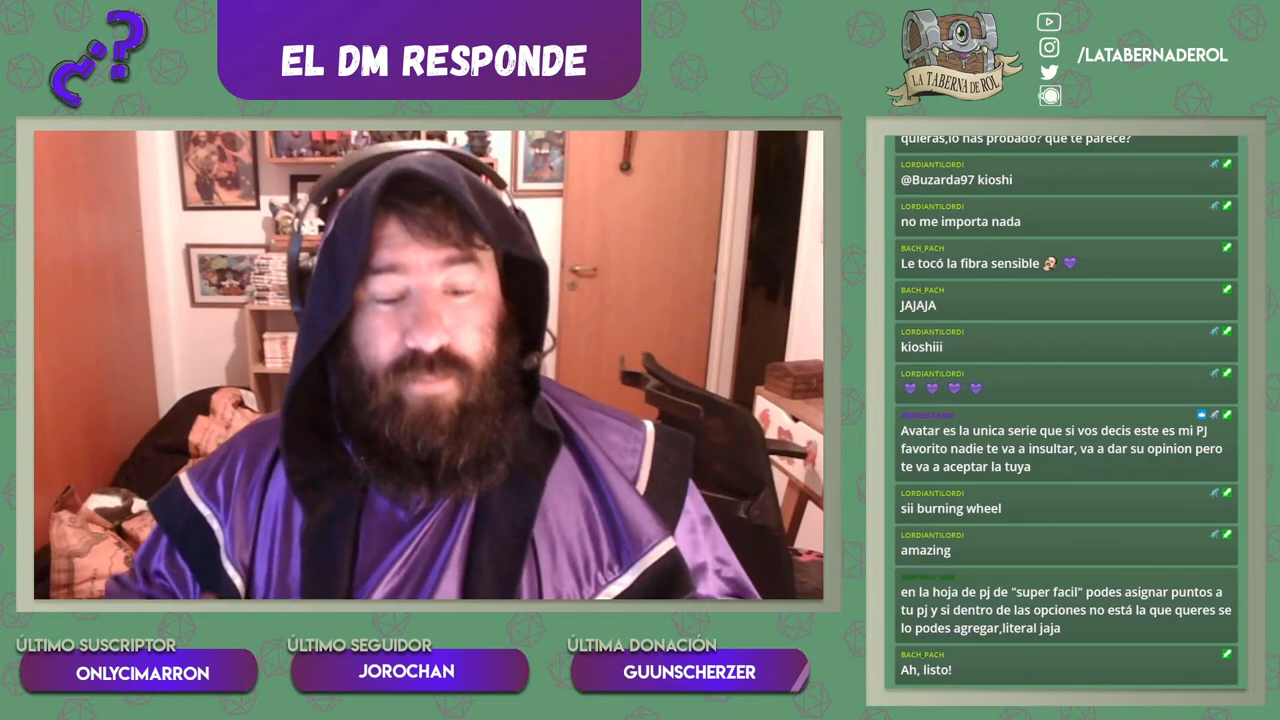 EL DM RESPONDE
LA TABERNA DE ROL
/LATABERNADEROL
quieras,lo has probado? que te parece?
LORDIANTILORDI
@Buzarda97 kioshi
LORDIANTILORDI
no me importa nada
BACH_PACH
Le tocó la fibra sensible
BACH_PACH
JAJAJA
LORDIANTILORDI
kioshiii
LORDIANTILORDI
Avatar es la unica serie que si vos decis este es mi PJ
favorito nadie te va a insultar, va a dar su opinion pero
te va a aceptar la tuya
LORDIANTILORDI
sii burning wheel
LORDIANTILORDI
amazing
en la hoja de pj de "super facil" podes asignar puntos a
tu pj y si dentro de las opciones no está la que queres se
lo podes agregar,literal jaja
BACH_PACH
Ah, listo!
ÚLTIMO SUSCRIPTOR
ONLYCIMARRON
ÚLTIMO SEGUIDOR
JOROCHAN
ÚLTIMA DONACIÓN
GUUNSCHERZER